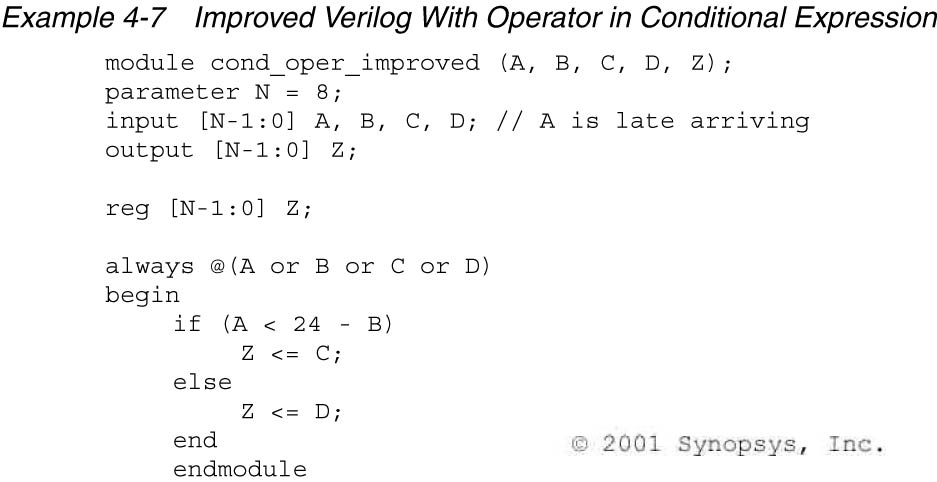 Example 4-7 Improved Verilog With Operator in Conditional Expression
module cond_oper_improved (A, B, C, D, Z);
parameter N = 8;
input [N-1:0] A, B, C, D; // A is late arriving
output [N-1:0] Z;
reg [N-1:0] Z;
always @(A or B or C or D)
begin
if (A < 24 - B)
Z <= C;
else
Z <= D;
end
endmodule
© 2001 Synopsys, Inc.